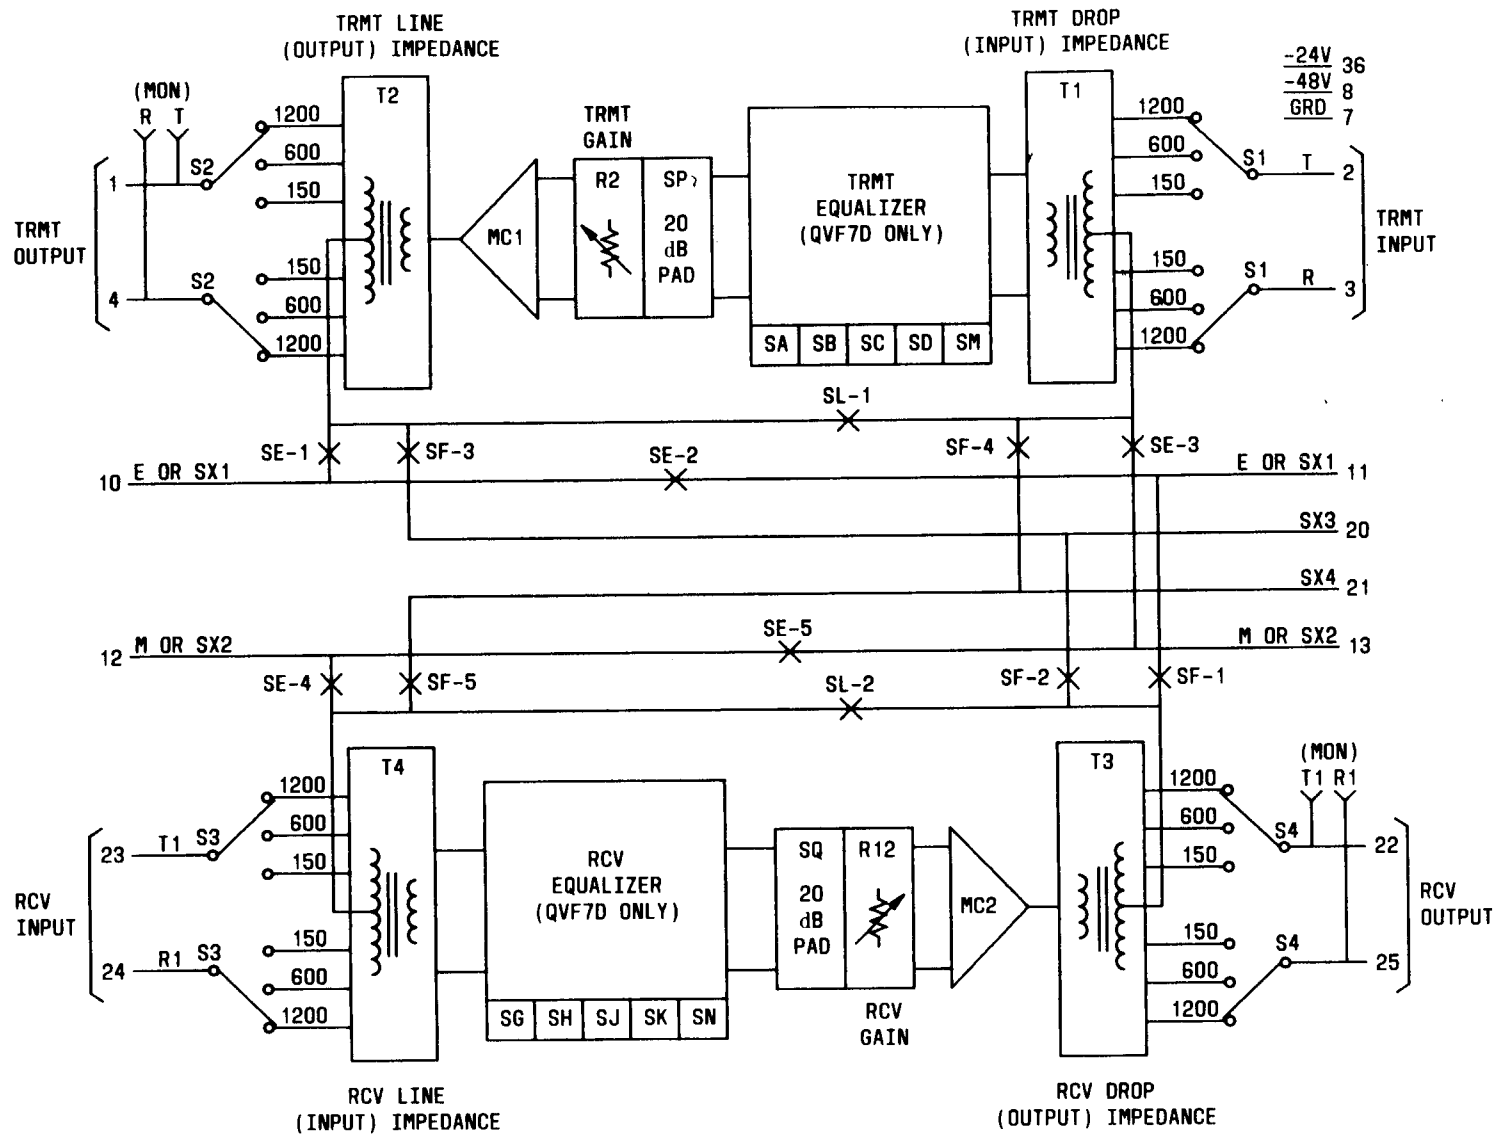 TRMT LINE
(OUTPUT) IMPEDANCE
TRMT DROP
(INPUT) IMPEDANCE
-24V 36
-48V 8
GRD 7
(MON)
R T
T2
TRMT
GAIN
T1
1200
600
150
150
600
1200
S2
S2
1
4
TRMT
OUTPUT
MC1
R2
SP
20
dB
PAD
TRMT
EQUALIZER
(QVF7D ONLY)
SA SB SC SD SM
1200
600
150
150
600
1200
S1 T 2
S1 R 3
TRMT
INPUT
SL-1
SE-1
SF-3
SE-2
SF-4
SE-3
10 E OR SX1
E OR SX1 11
SX3 20
SX4 21
12 M OR SX2
SE-5
M OR SX2 13
SE-4
SF-5
SL-2
SF-2
SF-1
T4
T3
(MON)
T1 R1
1200
600
150
150
600
1200
23 T1 S3
24 R1 S3
RCV
INPUT
RCV
EQUALIZER
(QVF7D ONLY)
SG SH SJ SK SN
SQ
20
dB
PAD
R12
RCV
GAIN
MC2
1200
600
150
150
600
1200
S4 22
S4 25
RCV
OUTPUT
RCV LINE
(INPUT) IMPEDANCE
RCV DROP
(OUTPUT) IMPEDANCE